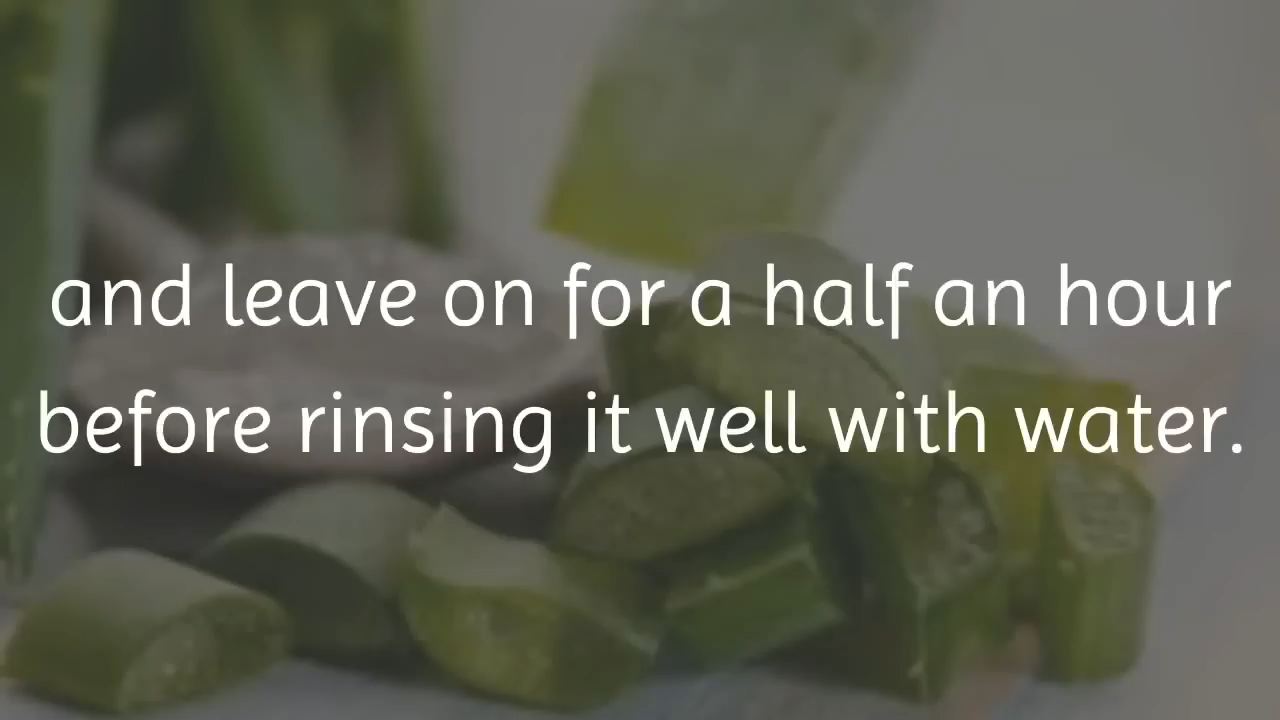 and leave on for a half an hour
before rinsing it well with water.